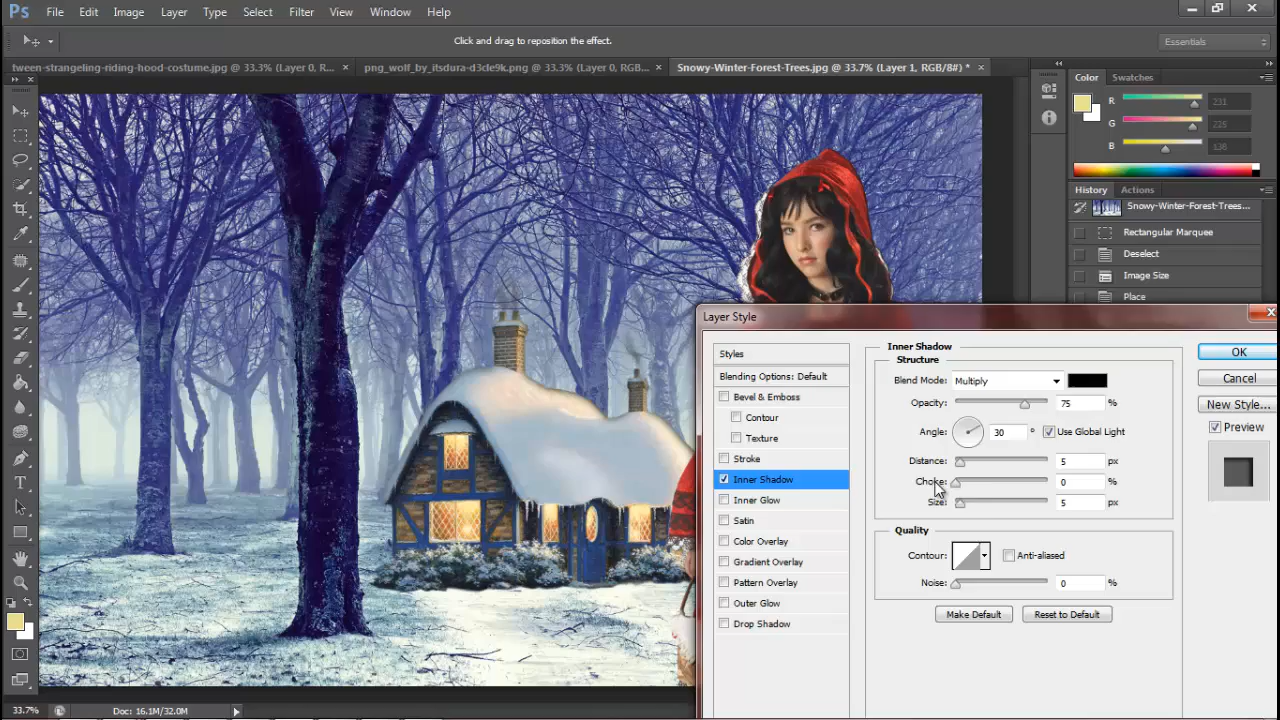 Ps File Edit Image Layer Type Select Filter View Window Help
Click and drag to reposition the effect.
Essentials
tween-strangeling-riding-hood-costume.jpg @ 33.3% (Layer 0, R... ×
png_wolf_by_itsdura-d3cle9k.png @ 33.3% (Layer 0, RGB... ×
Snowy-Winter-Forest-Trees.jpg @ 33.7% (Layer 1, RGB/8#) * ×
Color Swatches
R 231
G 225
B 138
History Actions
Snowy-Winter-Forest-Trees...
Rectangular Marquee
Deselect
Image Size
Place
Layer Style
Styles
Blending Options: Default
Bevel & Emboss
Contour
Texture
Stroke
Inner Shadow
Inner Glow
Satin
Color Overlay
Gradient Overlay
Pattern Overlay
Outer Glow
Drop Shadow
Inner Shadow
Structure
Blend Mode: Multiply
Opacity: 75 %
Angle: 30 ° Use Global Light
Distance: 5 px
Choke: 0 %
Size: 5 px
Quality
Contour: Anti-aliased
Noise: 0 %
Make Default Reset to Default
OK
Cancel
New Style...
Preview
33.7% Doc: 16.1M/32.0M